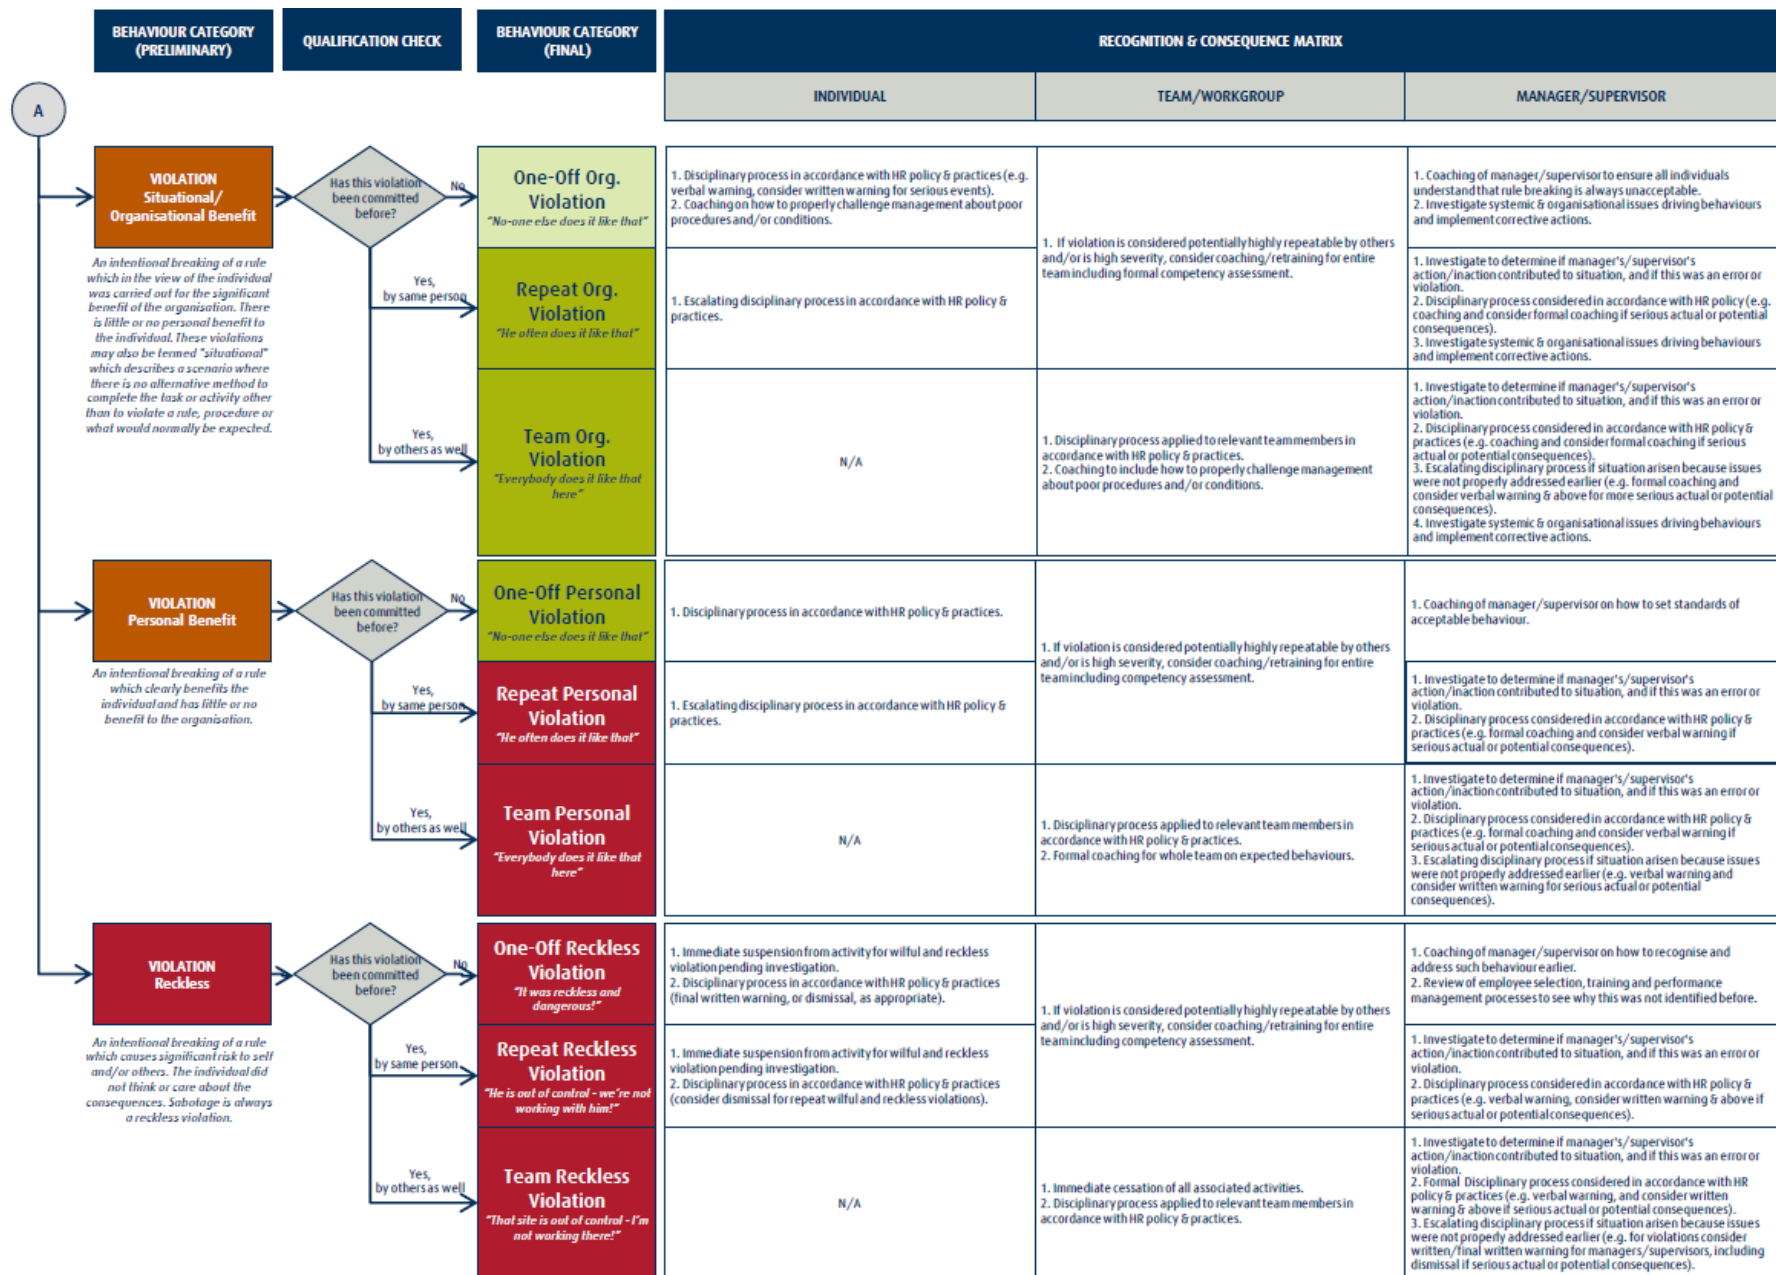 BEHAVIOUR CATEGORY
(PRELIMINARY)
QUALIFICATION CHECK
BEHAVIOUR CATEGORY
(FINAL)
RECOGNITION & CONSEQUENCE MATRIX
INDIVIDUAL
TEAM/WORKGROUP
MANAGER/SUPERVISOR
A
VIOLATION
Situational/
Organisational Benefit
An intentional breaking of a rule
which in the view of the individual
was carried out for the significant
benefit of the organisation. There
is little or no personal benefit to
the individual. These violations
may also be termed "situational"
which describes a scenario where
there is no alternative method to
complete the task or activity other
than to violate a rule, procedure or
what would normally be expected.
Has this violation
been committed
before?
No
Yes,
by same person
Yes,
by others as well
One-Off Org.
Violation
"No-one else does it like that"
1. Disciplinary process in accordance with HR policy & practices (e.g.
verbal warning, consider written warning for serious events).
2. Coaching on how to properly challenge management about poor
procedures and/or conditions.
1. If violation is considered potentially highly repeatable by others
and/or is high severity, consider coaching/retraining for entire
team including formal competency assessment.
1. Coaching of manager/supervisor to ensure all individuals
understand that rule breaking is always unacceptable.
2. Investigate systemic & organisational issues driving behaviours
and implement corrective actions.
Repeat Org.
Violation
"He often does it like that"
1. Escalating disciplinary process in accordance with HR policy &
practices.
1. Investigate to determine if manager's/supervisor's
action/inaction contributed to situation, and if this was an error or
violation.
2. Disciplinary process considered in accordance with HR policy (e.g.
coaching and consider formal coaching if serious actual or potential
consequences).
3. Investigate systemic & organisational issues driving behaviours
and implement corrective actions.
Team Org.
Violation
"Everybody does it like that
here"
N/A
1. Disciplinary process applied to relevant team members in
accordance with HR policy & practices.
2. Coaching to include how to properly challenge management
about poor procedures and/or conditions.
1. Investigate to determine if manager's/supervisor's
action/inaction contributed to situation, and if this was an error or
violation.
2. Disciplinary process considered in accordance with HR policy &
practices (e.g. coaching and consider formal coaching if serious
actual or potential consequences).
3. Escalating disciplinary process if situation arisen because issues
were not properly addressed earlier (e.g. formal coaching and
consider verbal warning & above for more serious actual or potential
consequences).
4. Investigate systemic & organisational issues driving behaviours
and implement corrective actions.
VIOLATION
Personal Benefit
An intentional breaking of a rule
which clearly benefits the
individual and has little or no
benefit to the organisation.
Has this violation
been committed
before?
No
Yes,
by same person
Yes,
by others as well
One-Off Personal
Violation
"No-one else does it like that"
1. Disciplinary process in accordance with HR policy & practices.
1. If violation is considered potentially highly repeatable by others
and/or is high severity, consider coaching/retraining for entire
team including competency assessment.
1. Coaching of manager/supervisor on how to set standards of
acceptable behaviour.
Repeat Personal
Violation
"He often does it like that"
1. Escalating disciplinary process in accordance with HR policy &
practices.
1. Investigate to determine if manager's/supervisor's
action/inaction contributed to situation, and if this was an error or
violation.
2. Disciplinary process considered in accordance with HR policy &
practices (e.g. formal coaching and consider verbal warning if
serious actual or potential consequences).
Team Personal
Violation
"Everybody does it like that
here"
N/A
1. Disciplinary process applied to relevant team members in
accordance with HR policy & practices.
2. Formal coaching for whole team on expected behaviours.
1. Investigate to determine if manager's/supervisor's
action/inaction contributed to situation, and if this was an error or
violation.
2. Disciplinary process considered in accordance with HR policy &
practices (e.g. formal coaching and consider verbal warning if
serious actual or potential consequences).
3. Escalating disciplinary process if situation arisen because issues
were not properly addressed earlier (e.g. verbal warning and
consider written warning for serious actual or potential
consequences).
VIOLATION
Reckless
An intentional breaking of a rule
which causes significant risk to self
and/or others. The individual did
not think or care about the
consequences. Sabotage is always
a reckless violation.
Has this violation
been committed
before?
No
Yes,
by same person
Yes,
by others as well
One-Off Reckless
Violation
"It was reckless and
dangerous!"
1. Immediate suspension from activity for wilful and reckless
violation pending investigation.
2. Disciplinary process in accordance with HR policy & practices
(final written warning, or dismissal, as appropriate).
1. If violation is considered potentially highly repeatable by others
and/or is high severity, consider coaching/retraining for entire
team including competency assessment.
1. Coaching of manager/supervisor on how to recognise and
address such behaviour earlier.
2. Review of employee selection, training and performance
management processes to see why this was not identified before.
Repeat Reckless
Violation
"He is out of control - we're not
working with him!"
1. Immediate suspension from activity for wilful and reckless
violation pending investigation.
2. Disciplinary process in accordance with HR policy & practices
(consider dismissal for repeat wilful and reckless violations).
1. Investigate to determine if manager's/supervisor's
action/inaction contributed to situation, and if this was an error or
violation.
2. Disciplinary process considered in accordance with HR policy &
practices (e.g. verbal warning, consider written warning & above if
serious actual or potential consequences).
Team Reckless
Violation
"That site is out of control - I'm
not working there!"
N/A
1. Immediate cessation of all associated activities.
2. Disciplinary process applied to relevant team members in
accordance with HR policy & practices.
1. Investigate to determine if manager's/supervisor's
action/inaction contributed to situation, and if this was an error or
violation.
2. Formal Disciplinary process considered in accordance with HR
policy & practices (e.g. verbal warning, and consider written
warning & above if serious actual or potential consequences).
3. Escalating disciplinary process if situation arisen because issues
were not properly addressed earlier (e.g. for violations consider
written/final written warning for managers/supervisors, including
dismissal if serious actual or potential consequences).